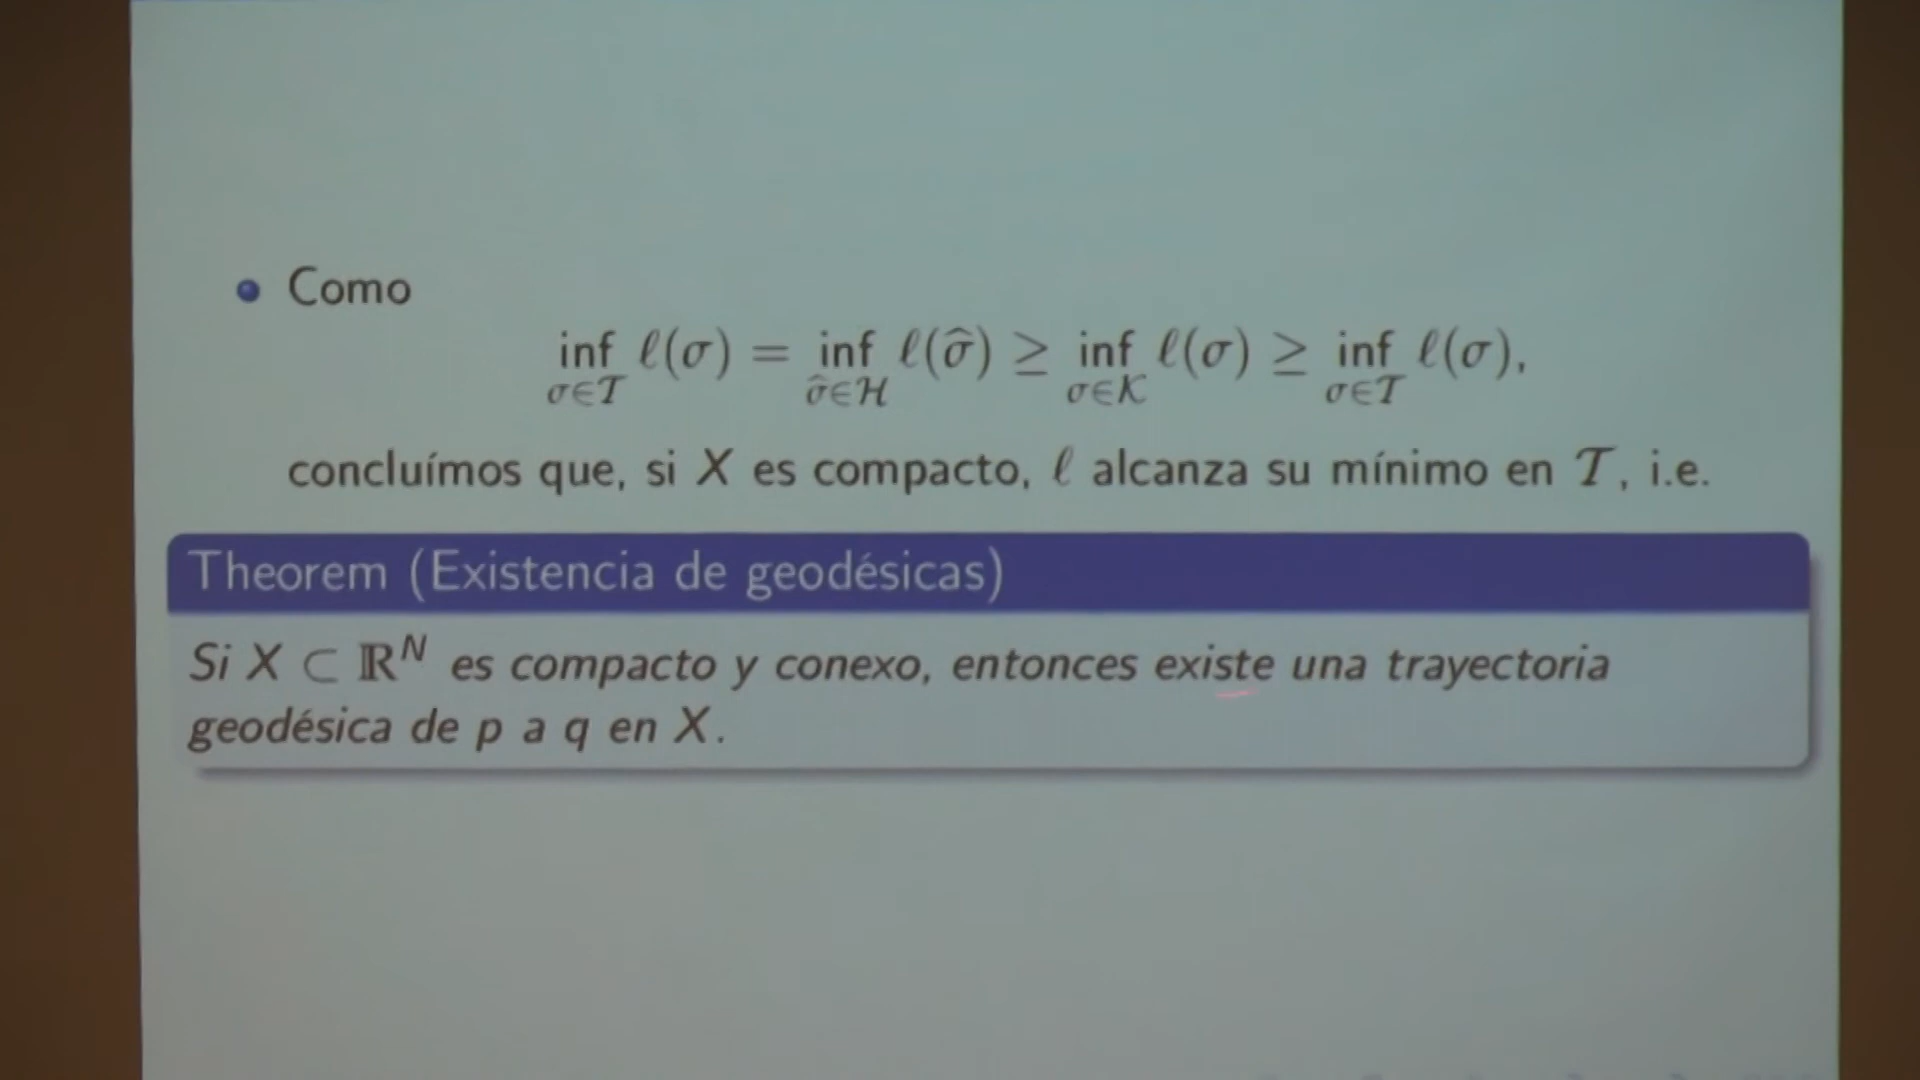 Como
inf ℓ(σ) = inf ℓ(σ̂) ≥ inf ℓ(σ) ≥ inf ℓ(σ),
σ∈𝒯 σ̂∈ℋ σ∈𝒦 σ∈𝒯
concluímos que, si X es compacto, ℓ alcanza su mínimo en 𝒯, i.e.
Theorem (Existencia de geodésicas)
Si X ⊂ ℝᴺ es compacto y conexo, entonces existe una trayectoria
geodésica de p a q en X.